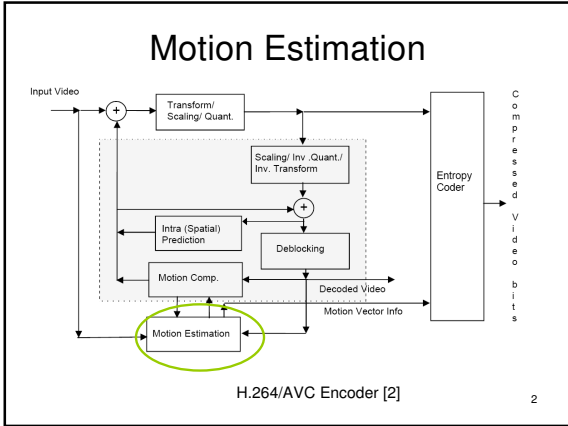 Motion Estimation
Input Video
+
Transform/
Scaling/ Quant.
Scaling/ Inv .Quant./
Inv. Transform
+
Entropy
Coder
Compressed Video bits
Intra (Spatial)
Prediction
Deblocking
Motion Comp.
Decoded Video
Motion Vector Info
Motion Estimation
H.264/AVC Encoder [2]
2